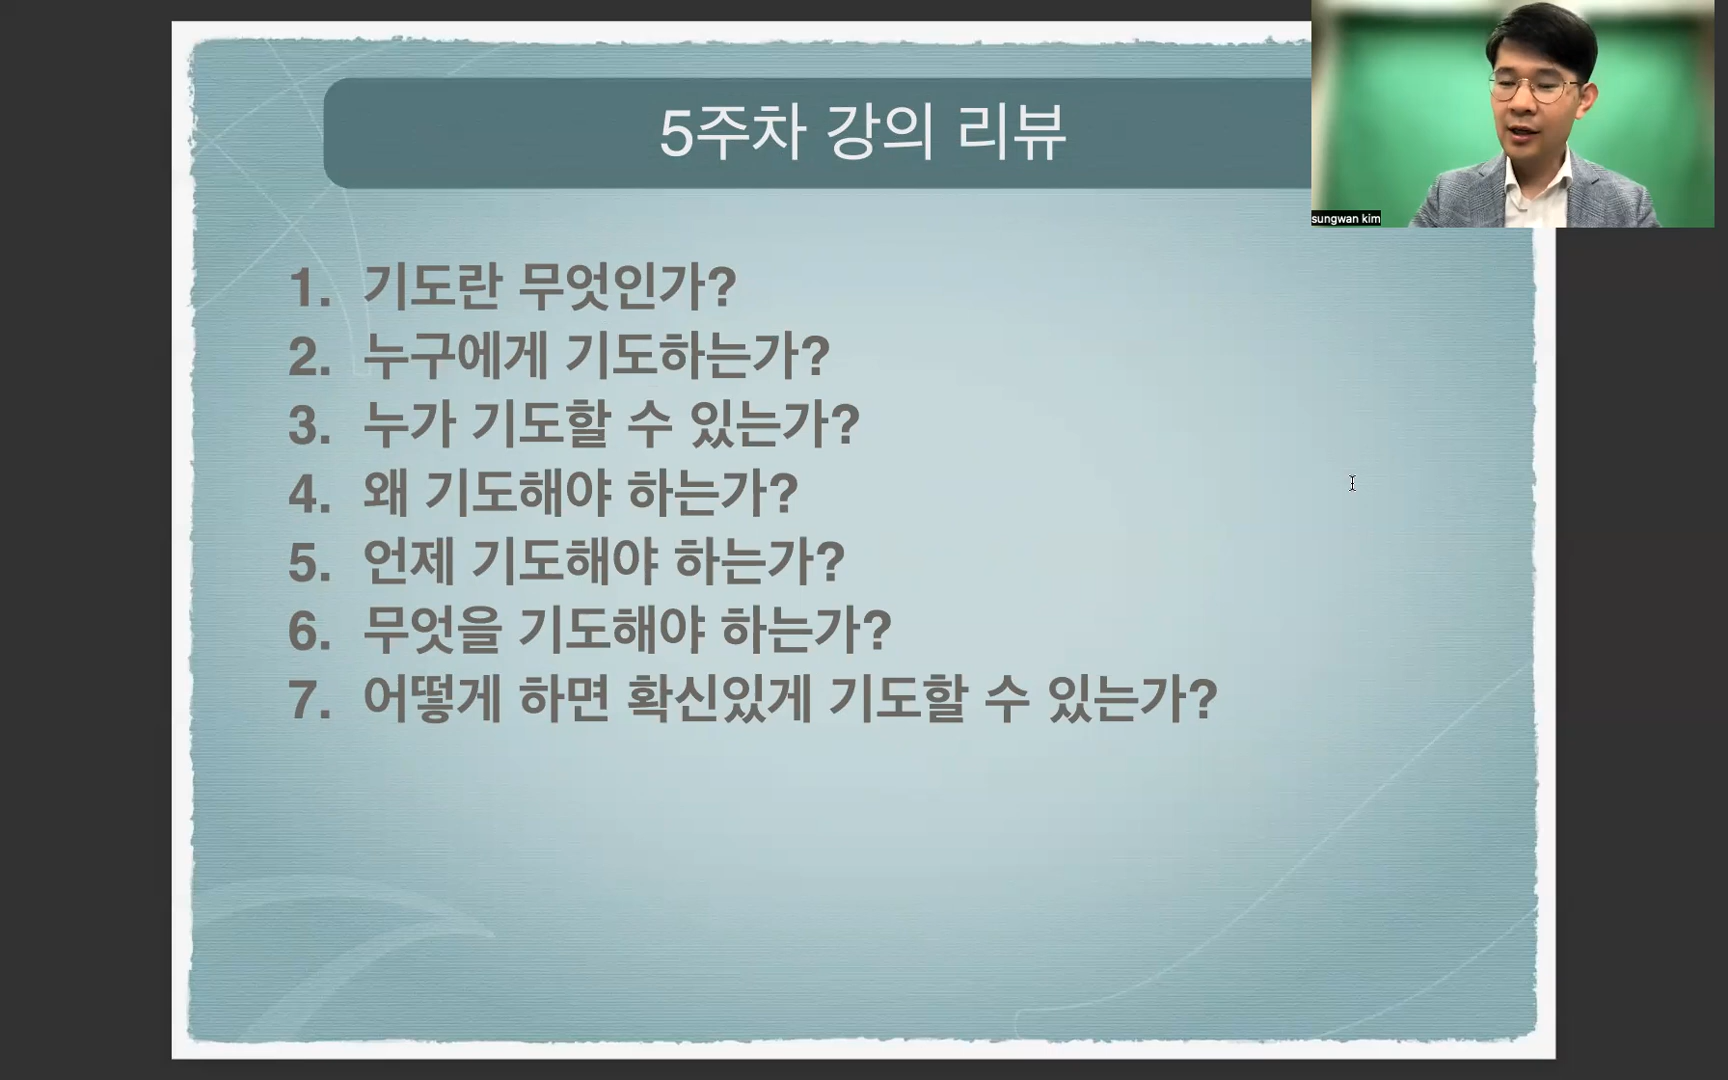 5주차 강의 리뷰
sungwan kim
1. 기도란 무엇인가?
2. 누구에게 기도하는가?
3. 누가 기도할 수 있는가?
4. 왜 기도해야 하는가?
5. 언제 기도해야 하는가?
6. 무엇을 기도해야 하는가?
7. 어떻게 하면 확신있게 기도할 수 있는가?